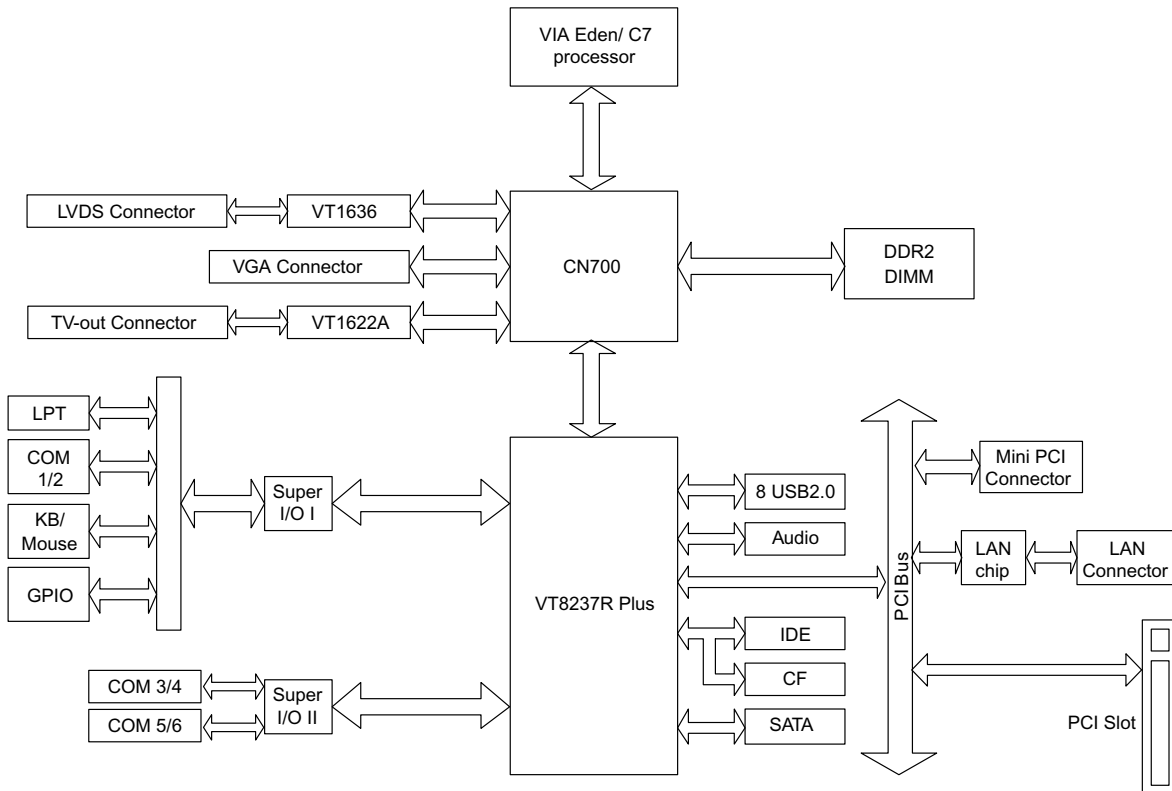 VIA Eden/ C7
processor
LVDS Connector
VT1636
VGA Connector
CN700
DDR2
DIMM
TV-out Connector
VT1622A
LPT
COM
1/2
KB/
Mouse
GPIO
Super
I/O I
VT8237R Plus
8 USB2.0
Audio
IDE
CF
SATA
PCI Bus
Mini PCI
Connector
LAN
chip
LAN
Connector
PCI Slot
COM 3/4
COM 5/6
Super
I/O II